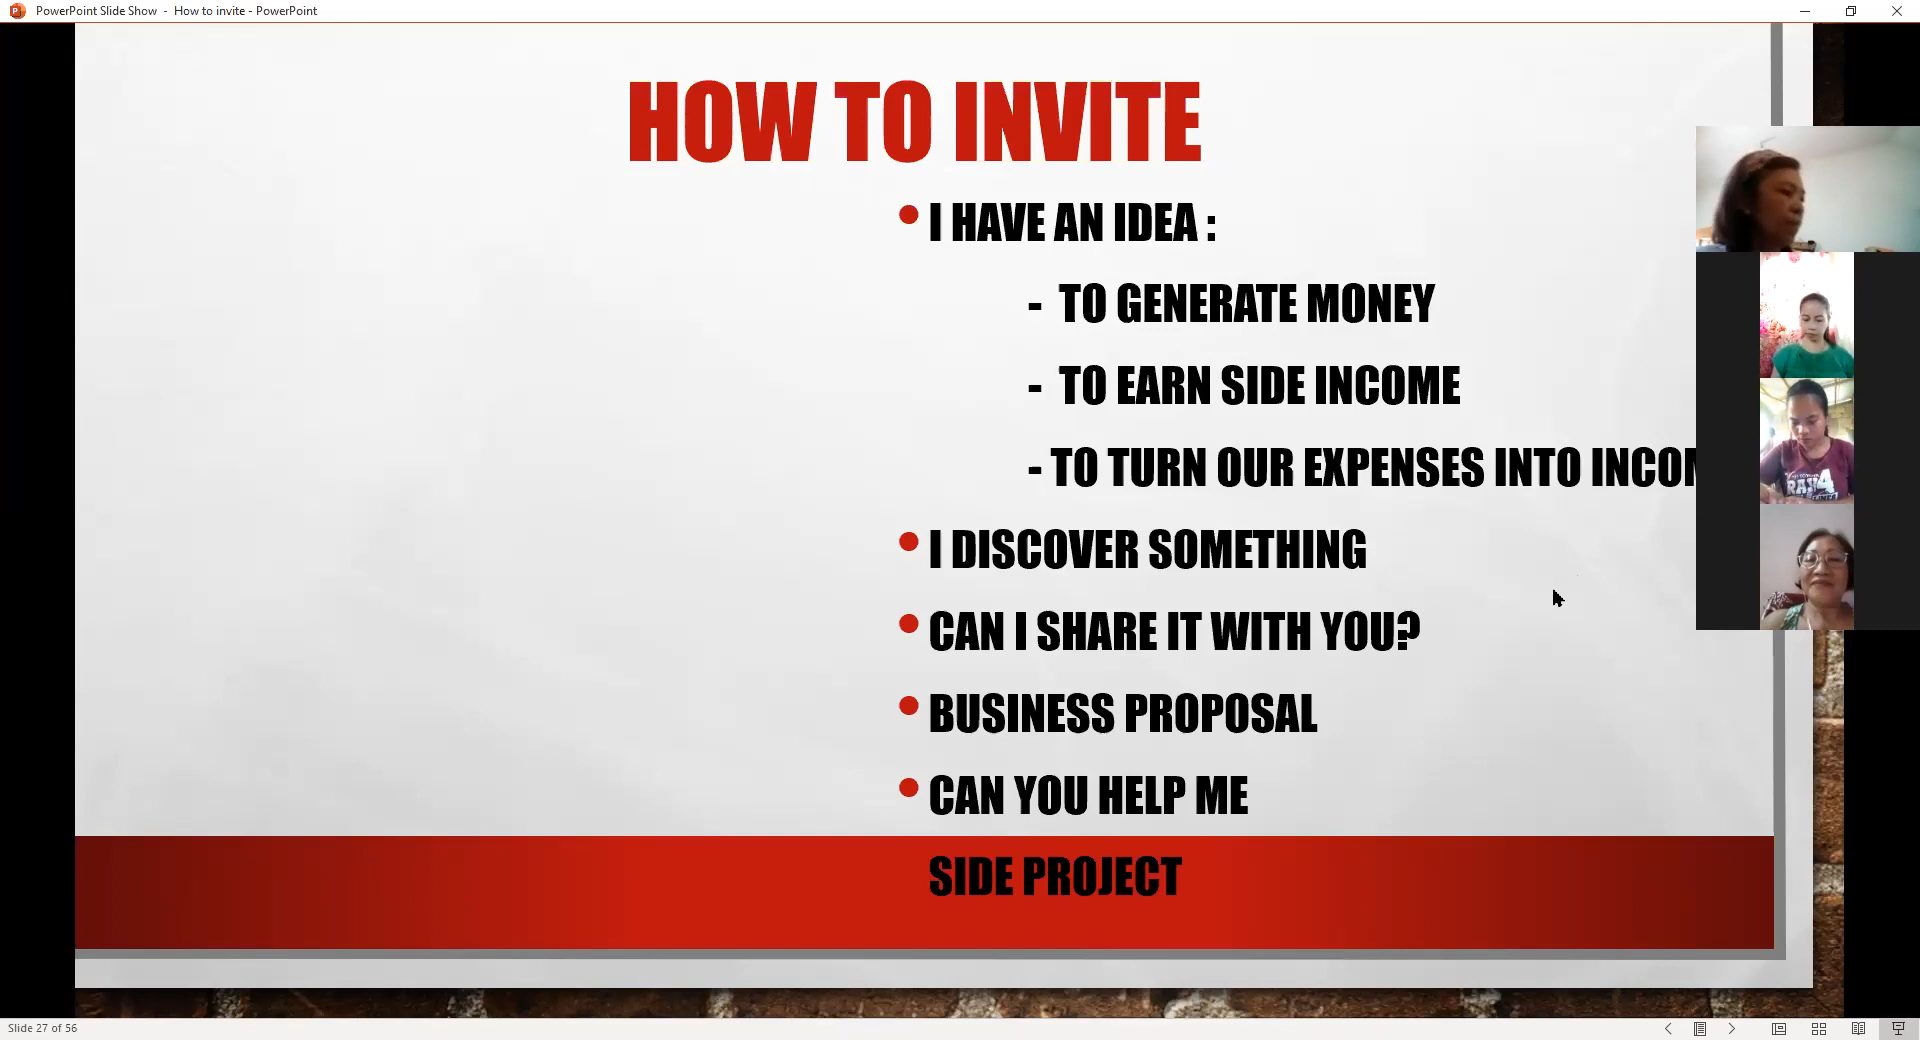 PowerPoint Slide Show - How to invite - PowerPoint
HOW TO INVITE
I HAVE AN IDEA :
- TO GENERATE MONEY
- TO EARN SIDE INCOME
- TO TURN OUR EXPENSES INTO
I DISCOVER SOMETHING
CAN I SHARE IT WITH YOU?
BUSINESS PROPOSAL
CAN YOU HELP ME
SIDE PROJECT
Slide 27 of 56